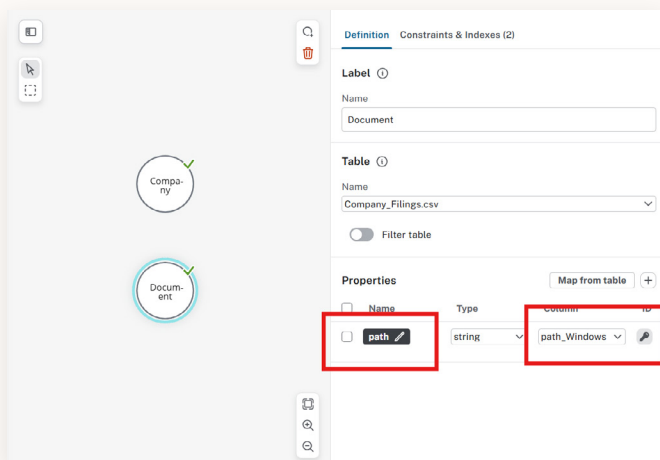 Definition Constraints & Indexes (2)
Label
Name
Document
Table
Name
Company_Filings.csv
Filter table
Properties Map from table
Name Type Column ID
path string path_Windows
Compa-
ny
Docum-
ent